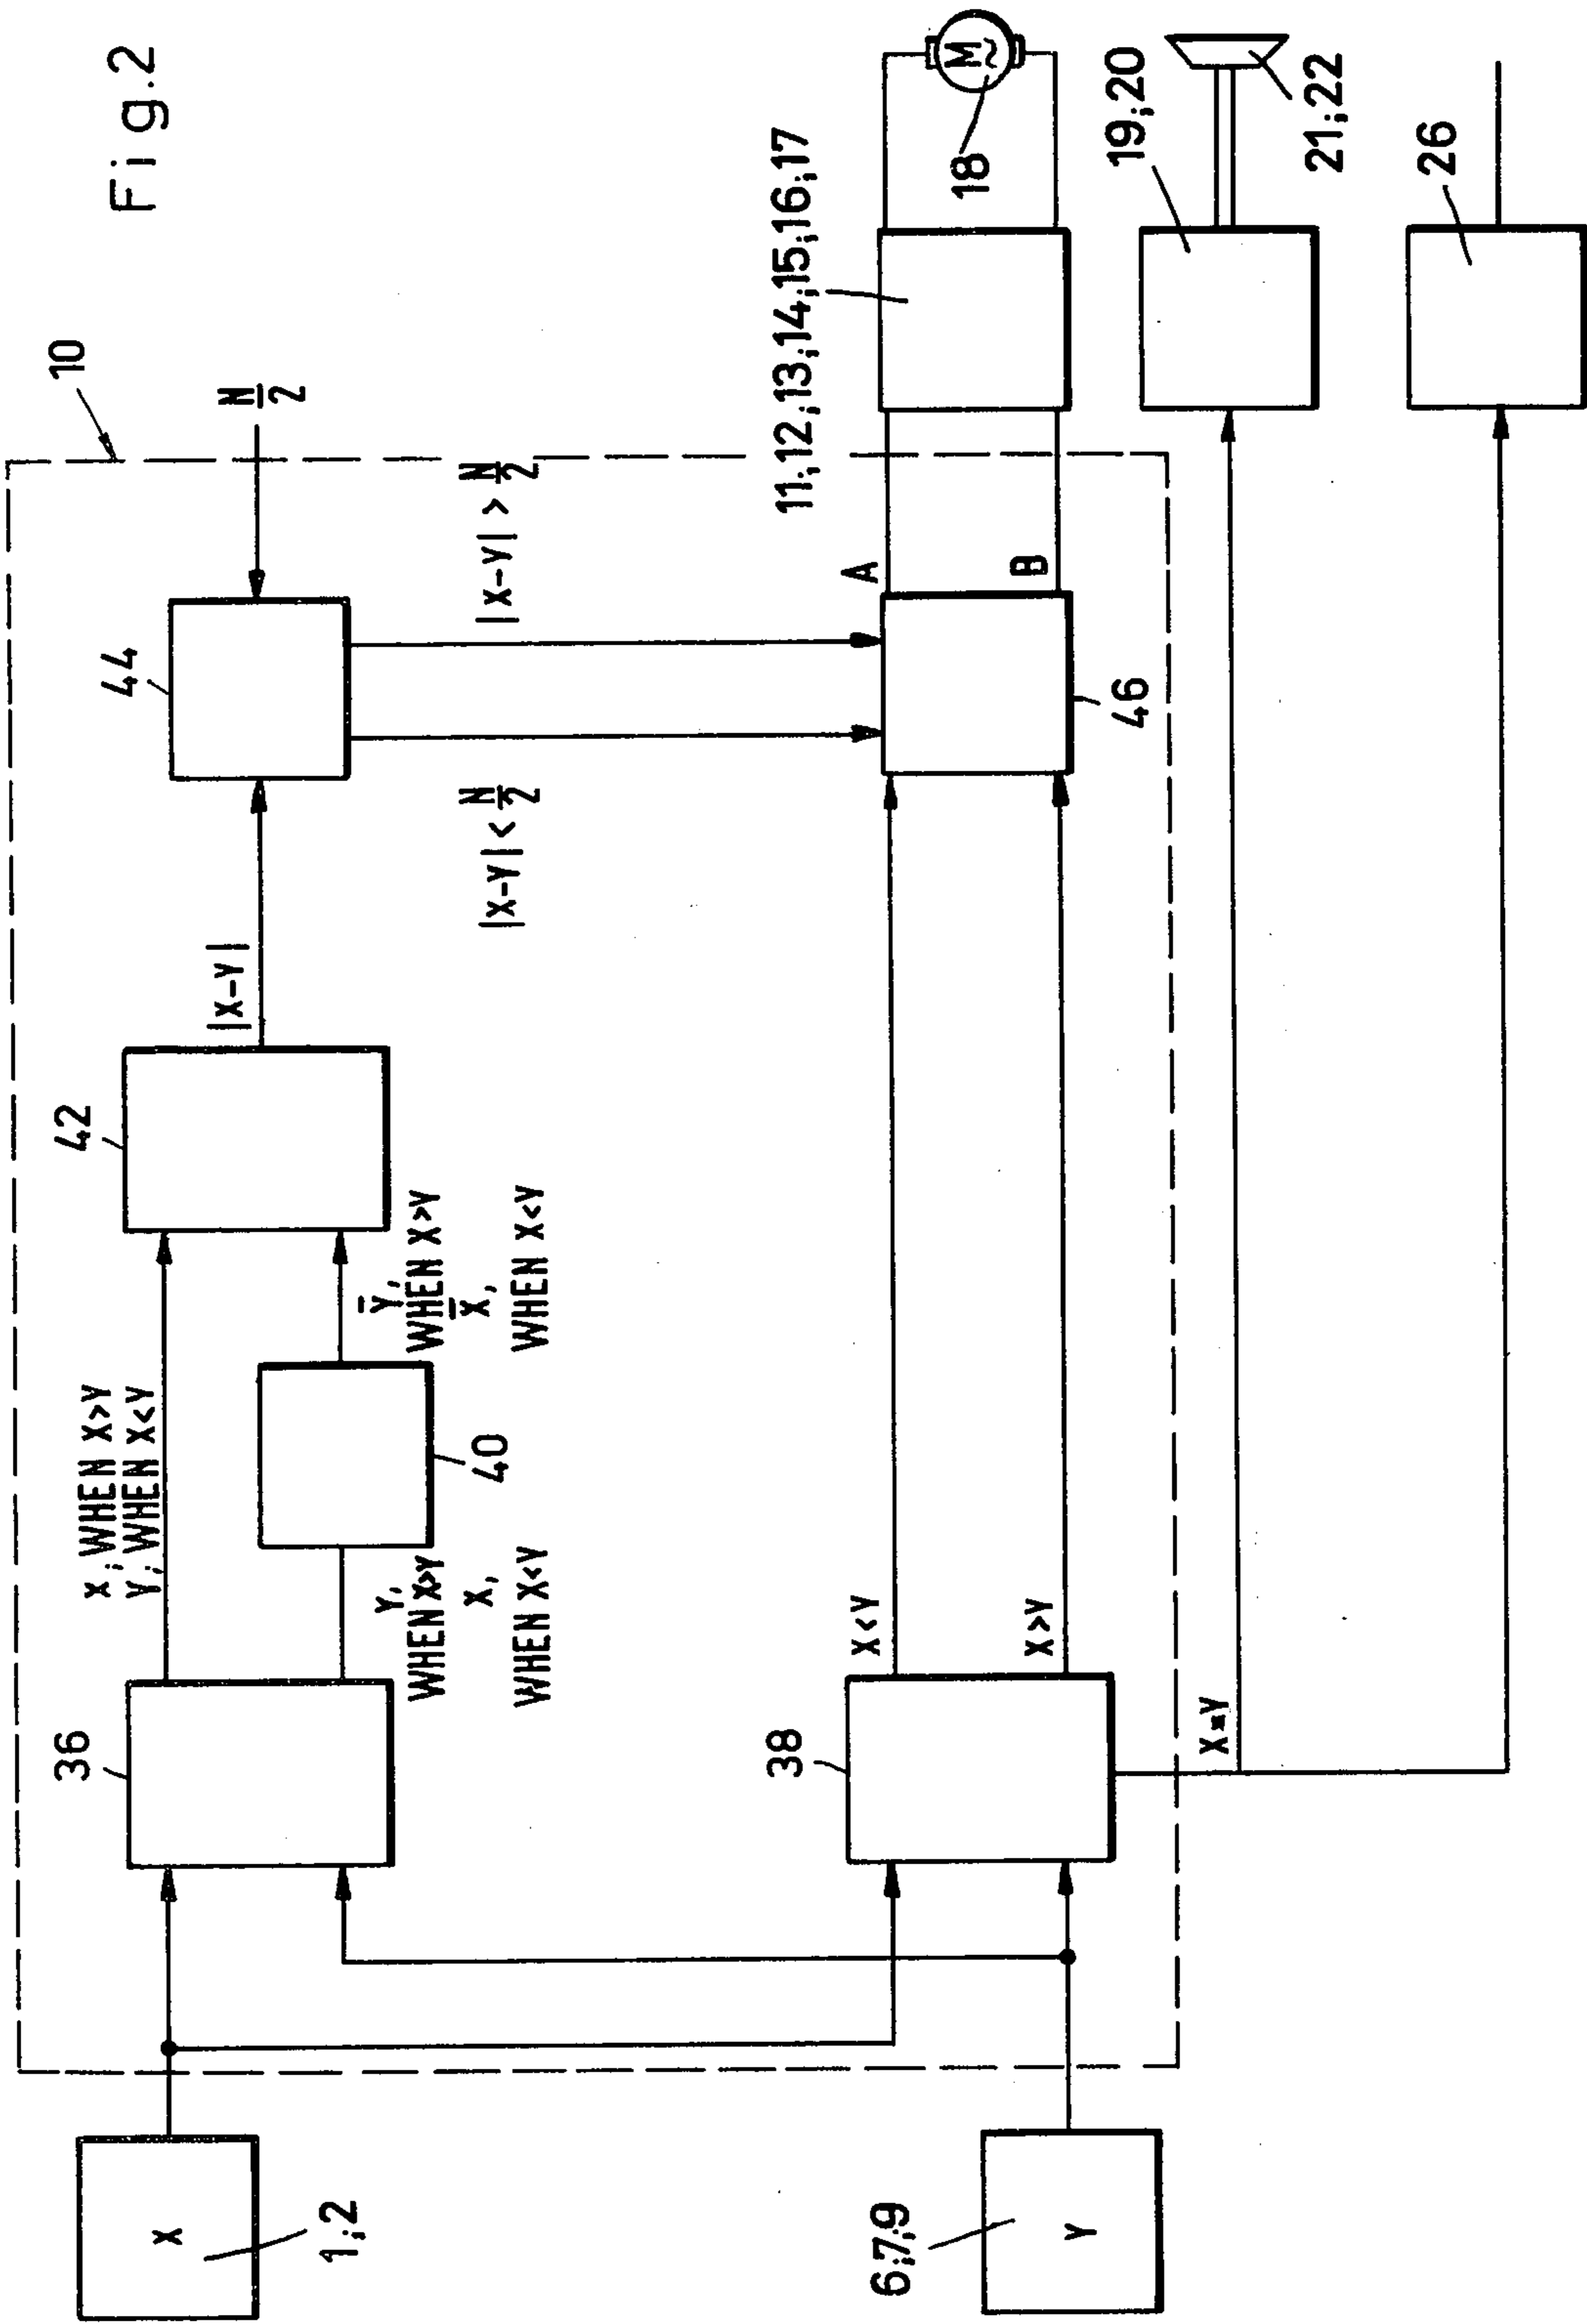 Fig.2
10
N/2
44
|X-Y| > N/2
|X-Y| < N/2
|X-Y|
42
X; WHEN X>Y
Y; WHEN X<Y
Y̅,
WHEN X>Y
X̅,
WHEN X<Y
40
Y,
WHEN X>Y
X,
WHEN X<Y
36
X
1;2
A
B
46
11;12;13;14;15;16;17
M
~
18
X<Y
X>Y
38
6;7;9
Y
19;20
21;22
X=Y
26